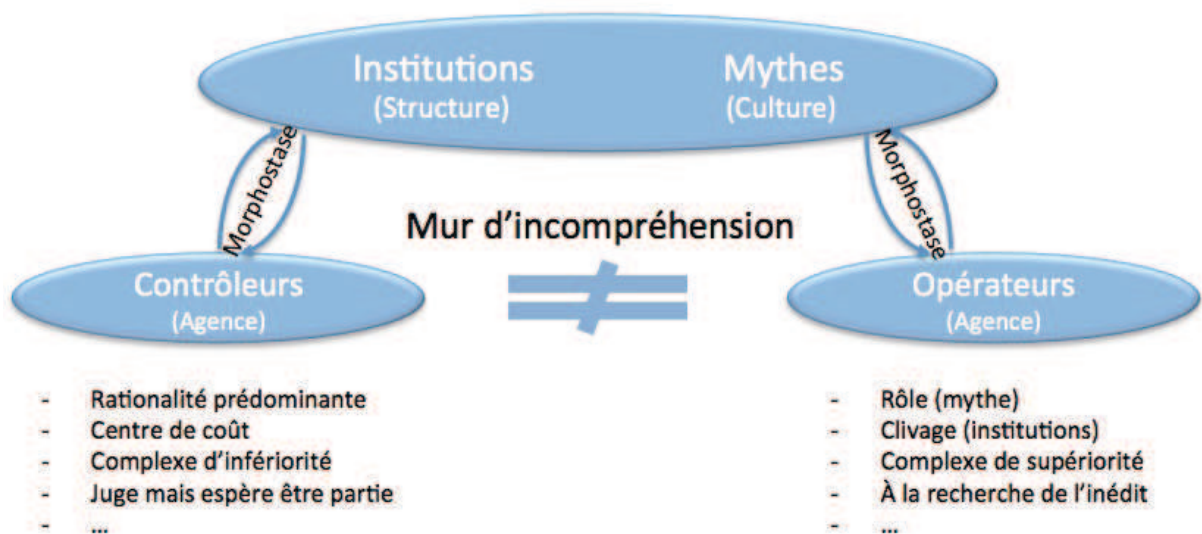 Institutions
(Structure)
Mythes
(Culture)
Morphostase
Morphostase
Mur d'incompréhension
Contrôleurs
(Agence)
Opérateurs
(Agence)
- Rationalité prédominante
- Centre de coût
- Complexe d'infériorité
- Juge mais espère être partie
- ...
- Rôle (mythe)
- Clivage (institutions)
- Complexe de supériorité
- À la recherche de l'inédit
- ...